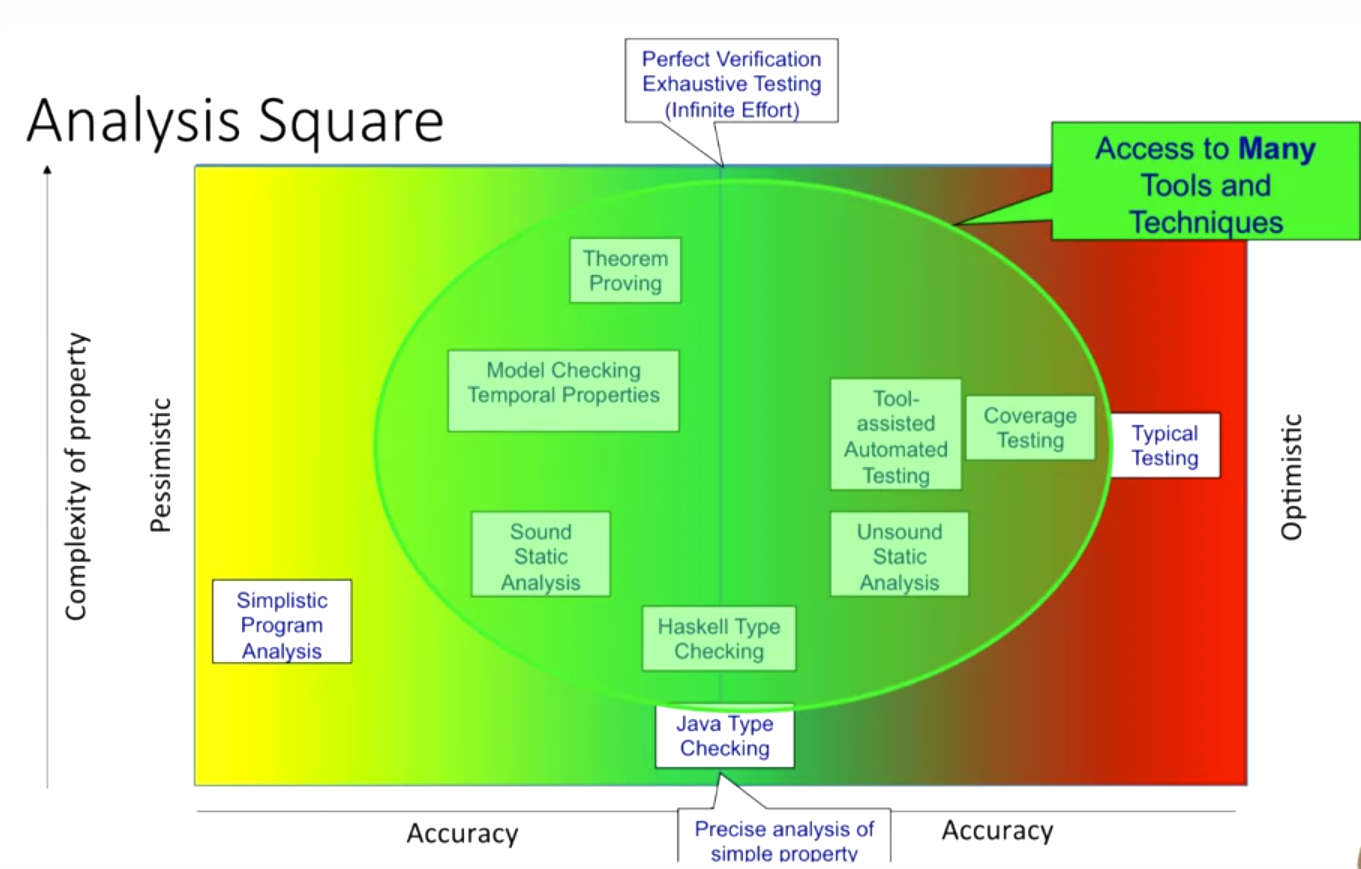 Perfect Verification
Exhaustive Testing
(Infinite Effort)
Analysis Square
Access to Many
Tools and
Techniques
Theorem
Proving
Model Checking
Temporal Properties
Tool-
assisted
Automated
Testing
Coverage
Testing
Typical
Testing
Complexity of property
Pessimistic
Optimistic
Sound
Static
Analysis
Unsound
Static
Analysis
Simplistic
Program
Analysis
Haskell Type
Checking
Java Type
Checking
Accuracy
Precise analysis of
simple property
Accuracy